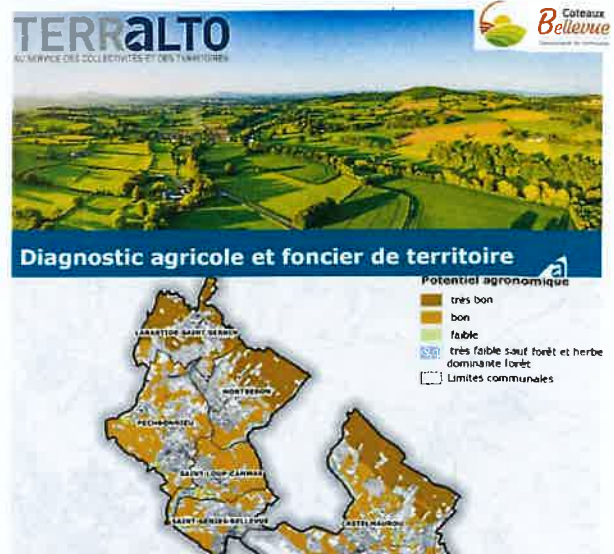 TERRALTO
AU SERVICE DES COLLECTIVITÉS ET DES TERRITOIRES
Coteaux
Bellevue
Diagnostic agricole et foncier de territoire
Potentiel agronomique
très bon
bon
faible
très faible sauf forêt et herbe
dominante forêt
Limites communales
LABASTIDE-SAINT-SERNIN
MONTBERON
PECHBONNIEU
SAINT-LOUP-CAMMAS
SAINT-GENIES-BELLEVUE
CASTELMAUROU